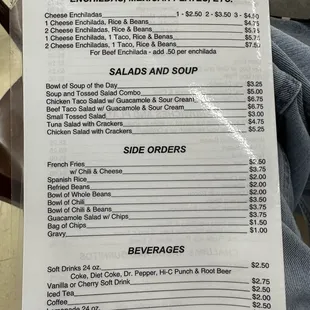 Cheese Enchiladas 1 - $2.50 2 - $3.50 3 - $4.50
1 Cheese Enchilada, Rice & Beans $4.75
2 Cheese Enchiladas, Rice & Beans
1 Cheese Enchilada, 1 Taco, Rice & Beans
2 Cheese Enchiladas, 1 Taco, Rice & Beans $7.50
For Beef Enchilada - add .50 per enchilada
SALADS AND SOUP
Bowl of Soup of the Day $3.25
Soup and Tossed Salad Combo $5.00
Chicken Taco Salad w/ Guacamole & Sour Cream $6.75
Beef Taco Salad w/ Guacamole & Sour Cream $6.75
Small Tossed Salad $3.00
Tuna Salad with Crackers $4.75
Chicken Salad with Crackers $5.25
SIDE ORDERS
French Fries $2.50
w/ Chili & Cheese $3.75
Spanish Rice $2.00
Refried Beans $2.00
Bowl of Whole Beans $2.00
Bowl of Chili $3.50
Bowl of Chili & Beans $3.75
Guacamole Salad w/ Chips $3.75
Bag of Chips $1.50
Gravy $1.00
BEVERAGES
Soft Drinks 24 oz. $2.50
Coke, Diet Coke, Dr. Pepper, Hi-C Punch & Root Beer
Vanilla or Cherry Soft Drink $2.75
Iced Tea $2.50
Coffee $2.00
Lemonade 24 oz. $2.50